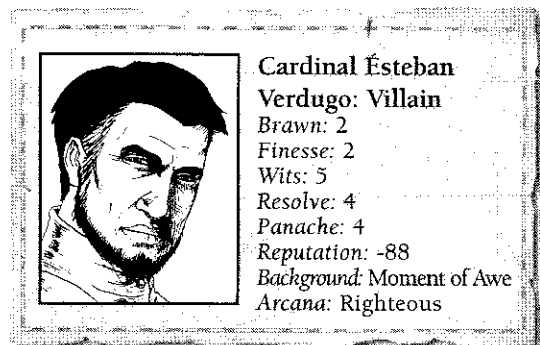 Cardinal Ésteban
Verdugo: Villain
Brawn: 2
Finesse: 2
Wits: 5
Resolve: 4
Panache: 4
Reputation: -88
Background: Moment of Awe
Arcana: Righteous